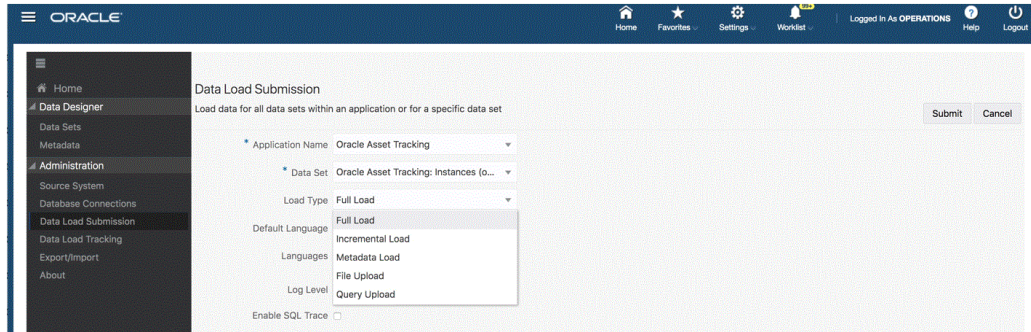 ORACLE
Home
Favorites
Settings
99+
Worklist
Logged In As OPERATIONS
Help
Logout
Home
Data Designer
Data Sets
Metadata
Administration
Source System
Database Connections
Data Load Submission
Data Load Tracking
Export/Import
About
Data Load Submission
Load data for all data sets within an application or for a specific data set
Submit
Cancel
* Application Name Oracle Asset Tracking
* Data Set Oracle Asset Tracking: Instances (o...
Load Type Full Load
Full Load
Default Language
Incremental Load
Languages
Metadata Load
File Upload
Log Level
Query Upload
Enable SQL Trace